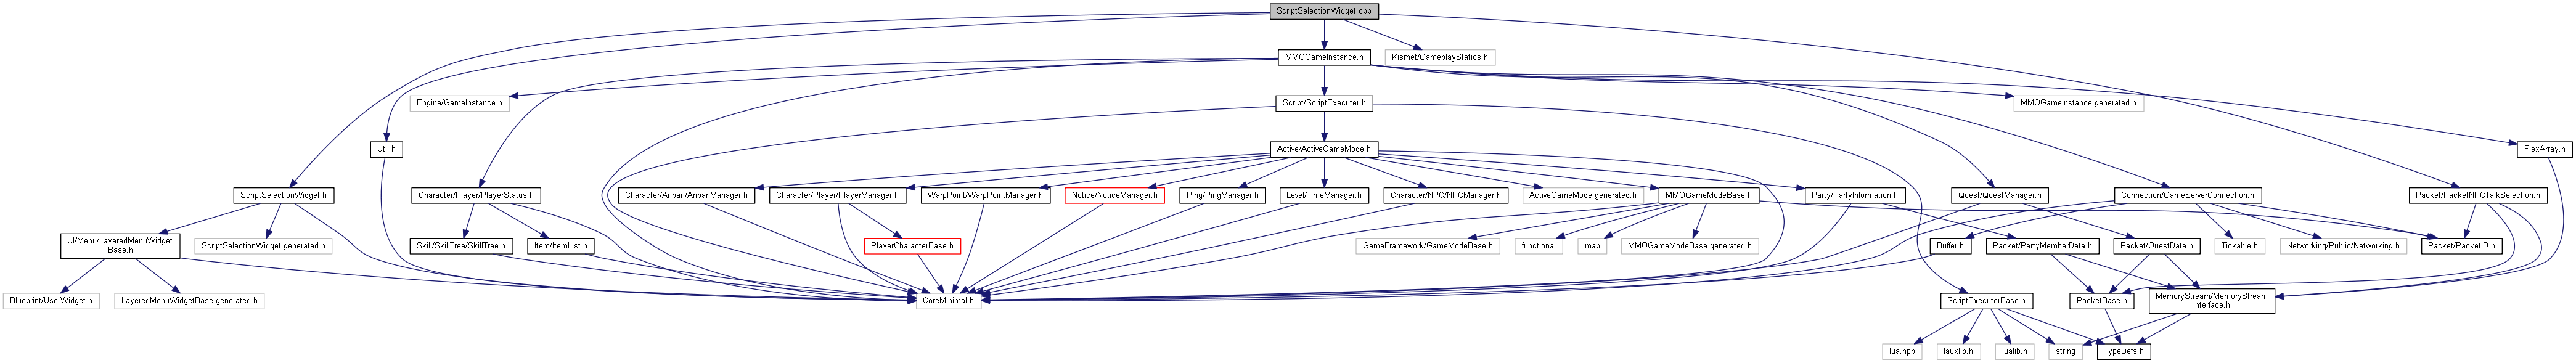 ScriptSelectionWidget.cpp
MMOGameInstance.h
Kismet/GameplayStatics.h
Engine/GameInstance.h
Script/ScriptExecuter.h
MMOGameInstance.generated.h
Util.h
Active/ActiveGameMode.h
FlexArray.h
ScriptSelectionWidget.h
Character/Player/PlayerStatus.h
Character/Anpan/AnpanManager.h
Character/Player/PlayerManager.h
WarpPoint/WarpPointManager.h
Notice/NoticeManager.h
Ping/PingManager.h
Level/TimeManager.h
Character/NPC/NPCManager.h
ActiveGameMode.generated.h
MMOGameModeBase.h
Party/PartyInformation.h
Quest/QuestManager.h
Connection/GameServerConnection.h
Packet/PacketNPCTalkSelection.h
UI/Menu/LayeredMenuWidget
Base.h
ScriptSelectionWidget.generated.h
Skill/SkillTree/SkillTree.h
Item/ItemList.h
PlayerCharacterBase.h
GameFramework/GameModeBase.h
functional
map
MMOGameModeBase.generated.h
Buffer.h
Packet/PartyMemberData.h
Packet/QuestData.h
Tickable.h
Networking/Public/Networking.h
Packet/PacketID.h
Blueprint/UserWidget.h
LayeredMenuWidgetBase.generated.h
CoreMinimal.h
ScriptExecuterBase.h
PacketBase.h
MemoryStream/MemoryStream
Interface.h
lua.hpp
lauxlib.h
lualib.h
string
TypeDefs.h